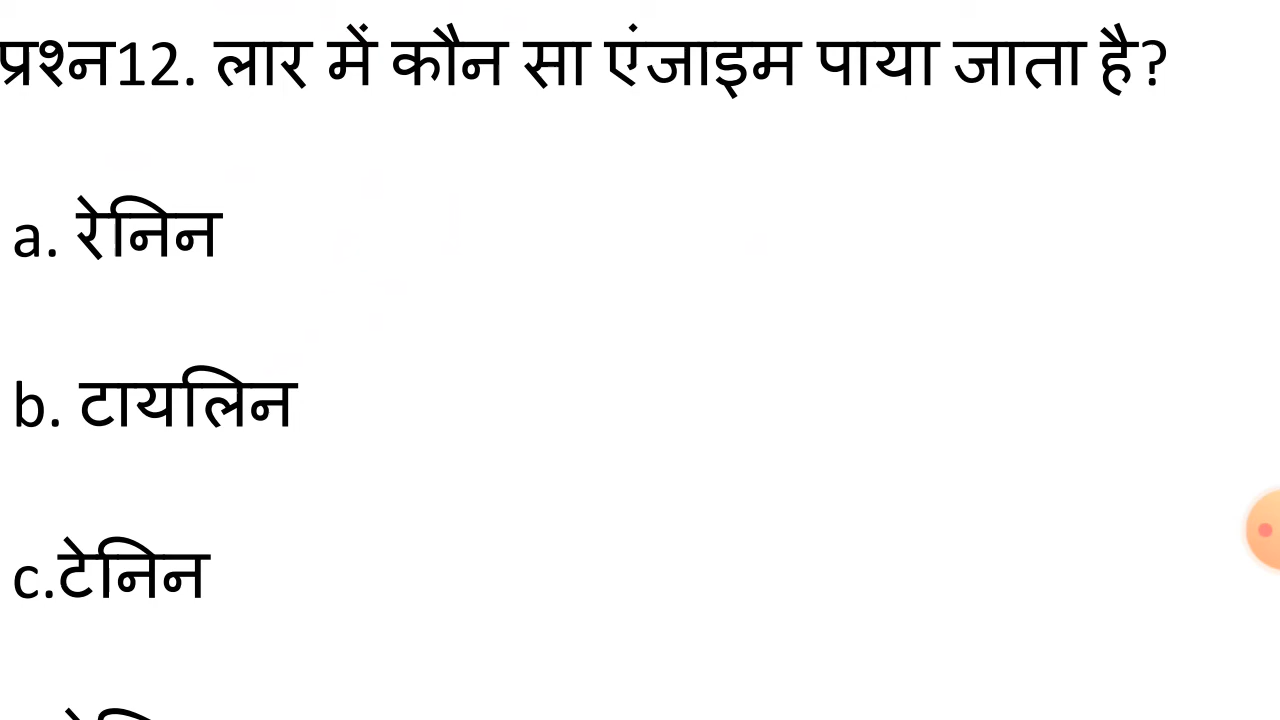 प्रश्न12. लार में कौन सा एंजाइम पाया जाता है?
a. रेनिन
b. टायलिन
c.टेनिन